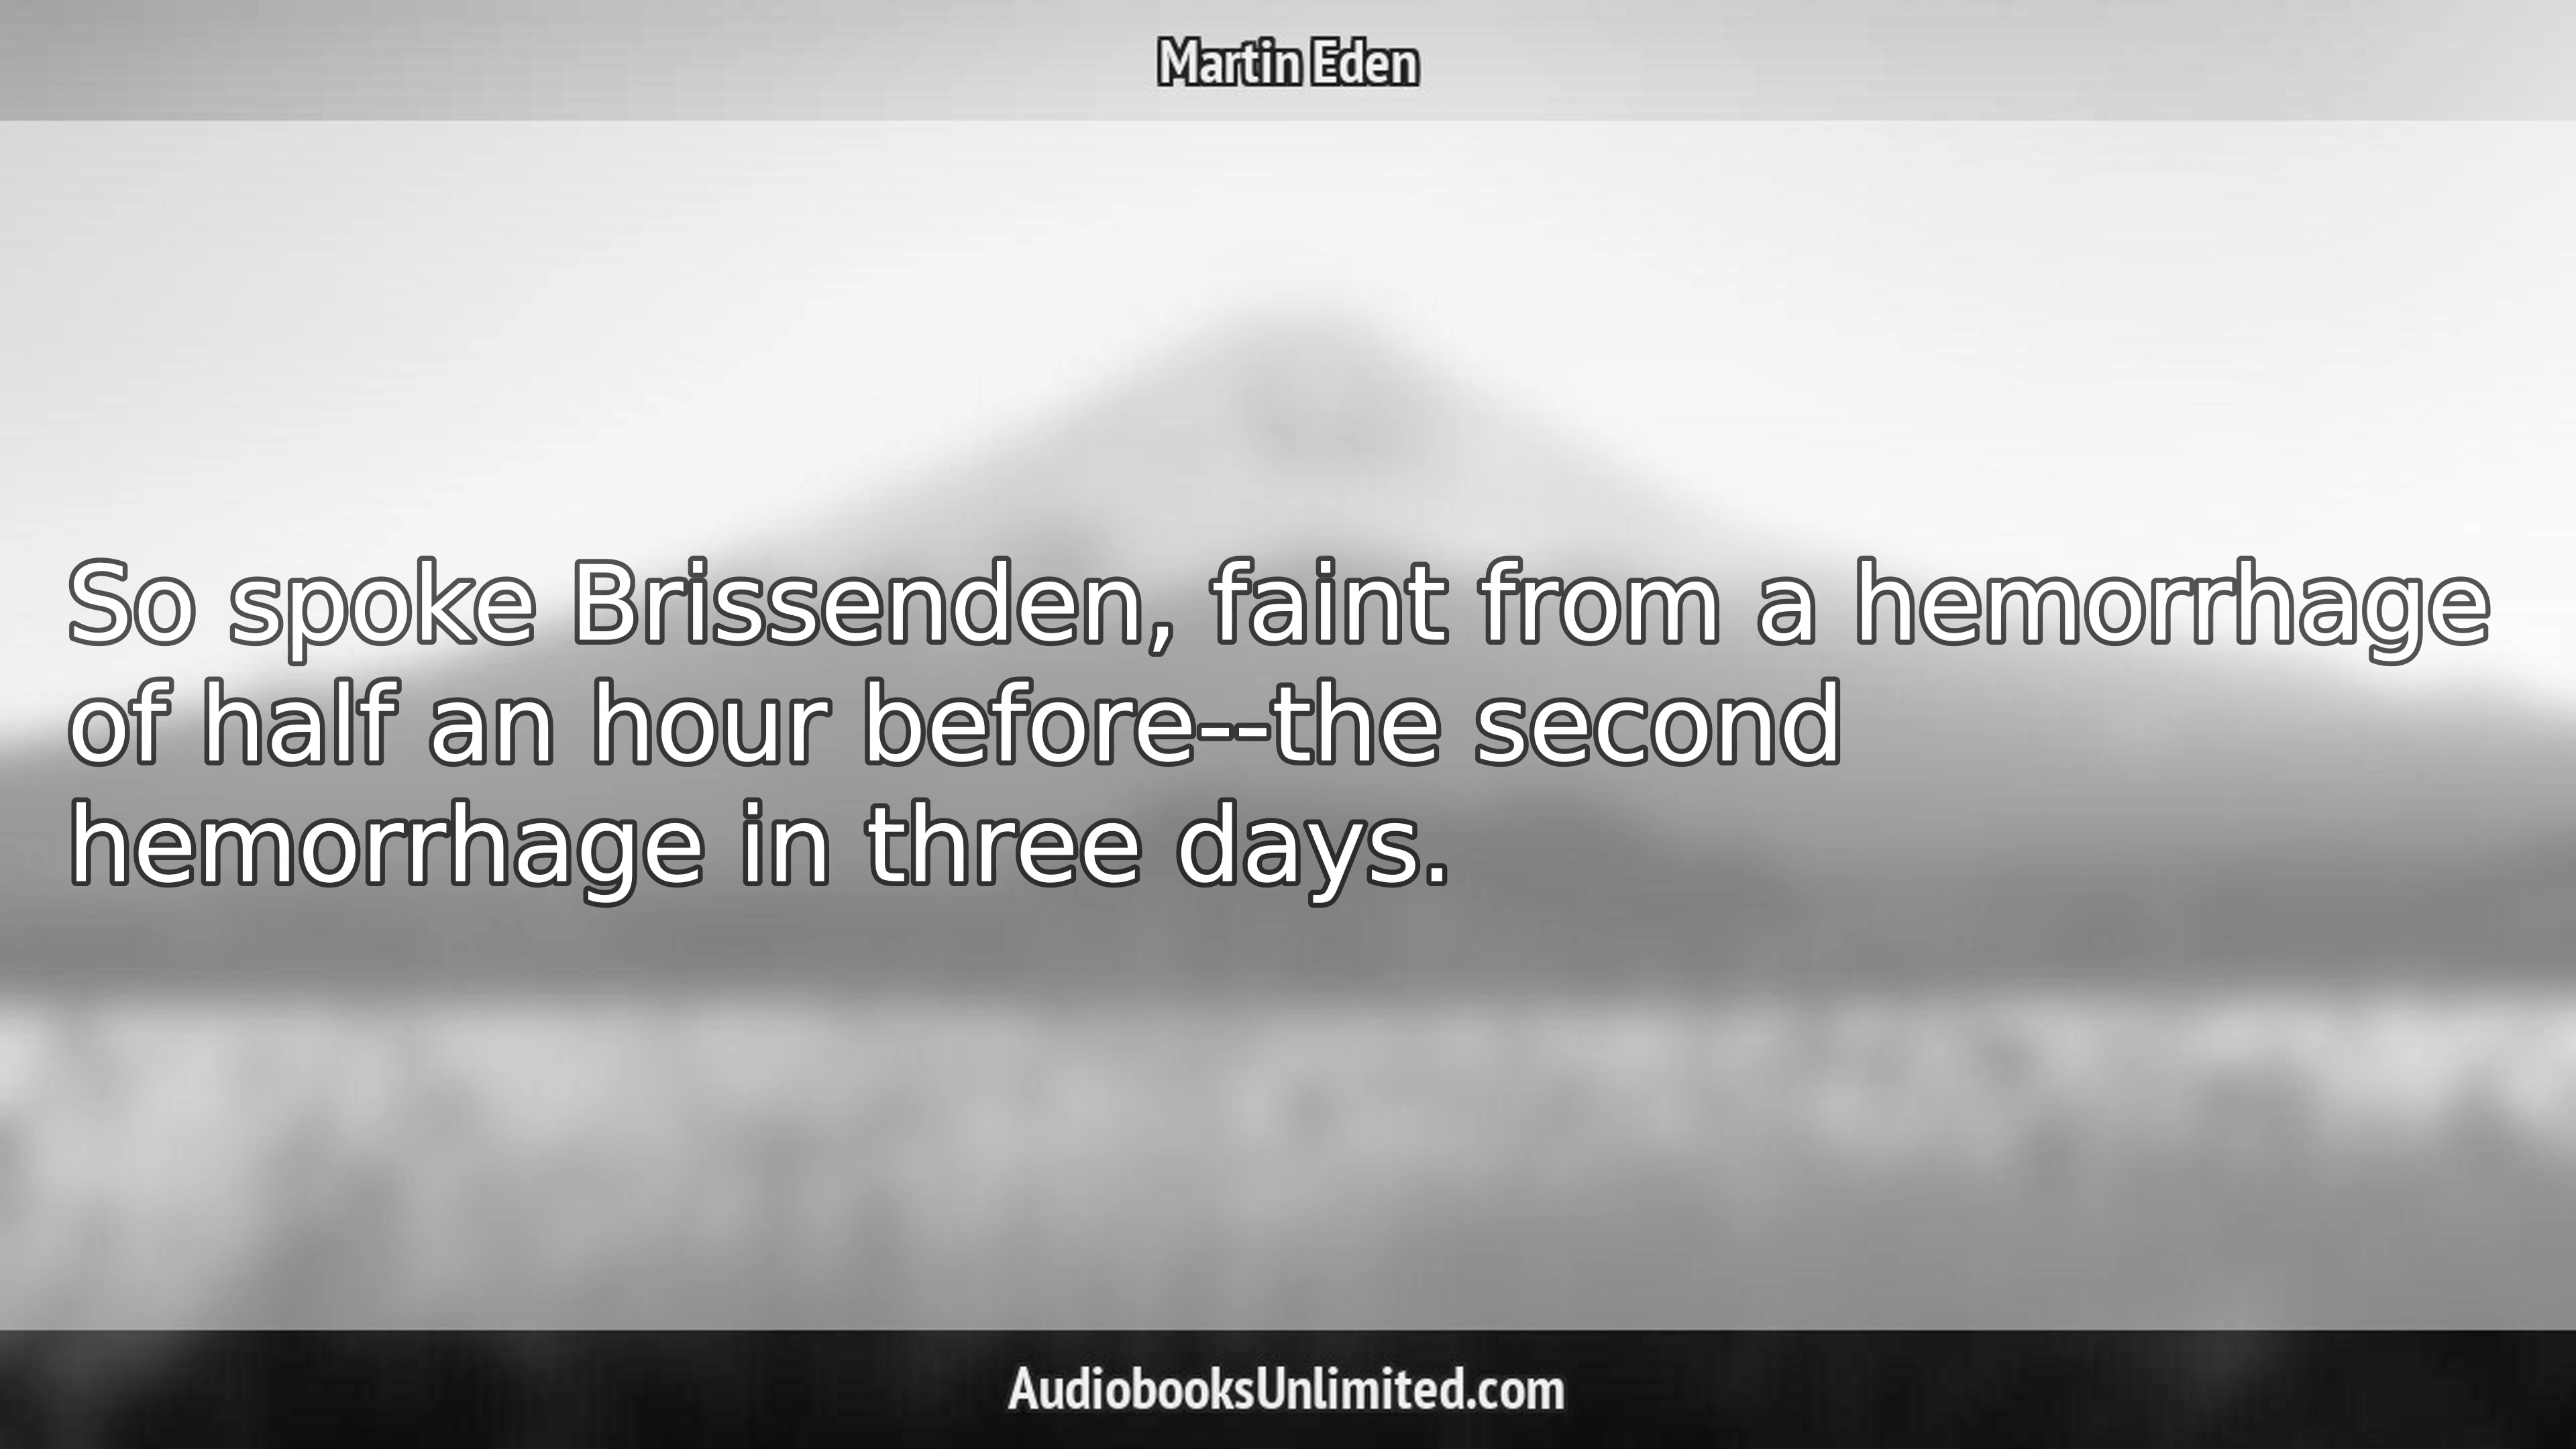 Martin Eden
So spoke Brissenden, faint from a hemorrhage
of half an hour before--the second
hemorrhage in three days.
AudiobooksUnlimited.com